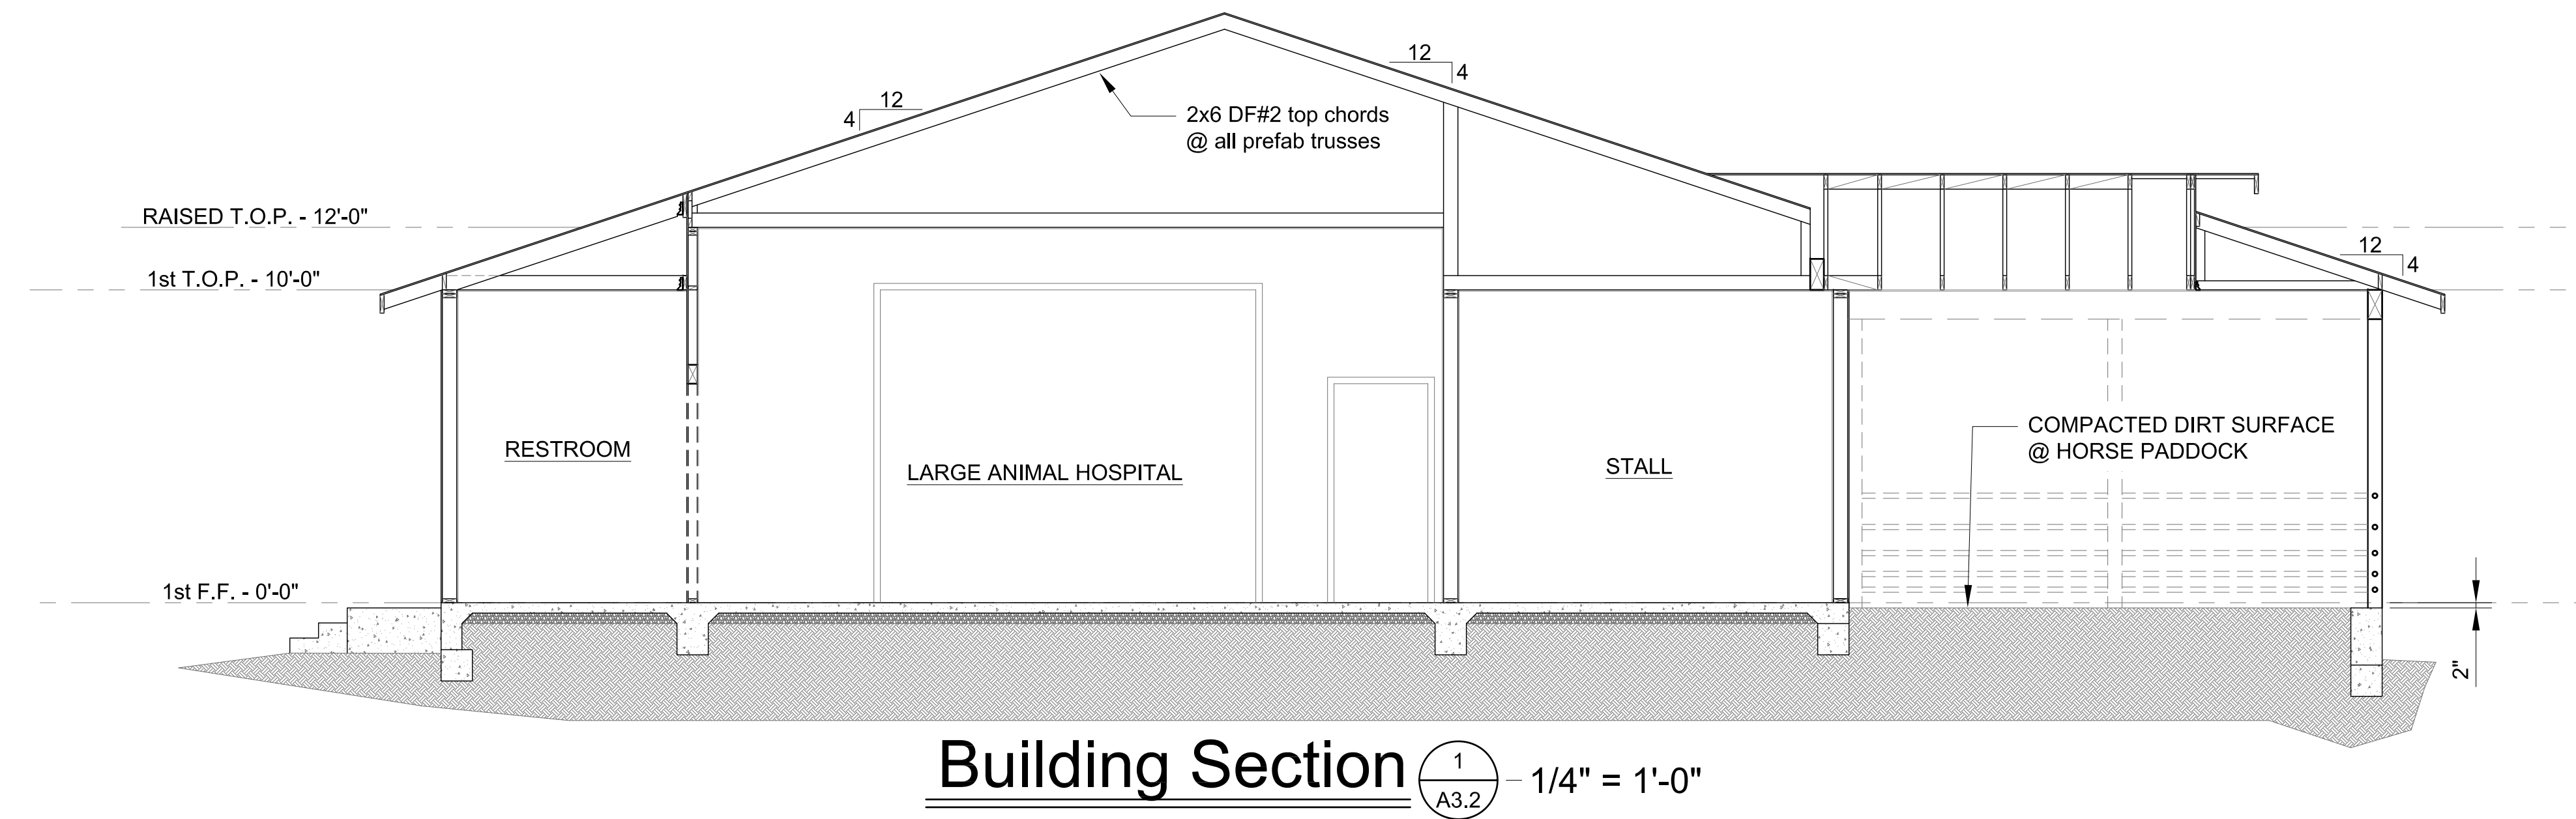 12
4
12
4
2x6 DF#2 top chords
@ all prefab trusses
RAISED T.O.P. - 12'-0"
12
4
1st T.O.P. - 10'-0"
COMPACTED DIRT SURFACE
@ HORSE PADDOCK
RESTROOM
LARGE ANIMAL HOSPITAL
STALL
1st F.F. - 0'-0"
2"
Building Section
1
A3.2
1/4" = 1'-0"